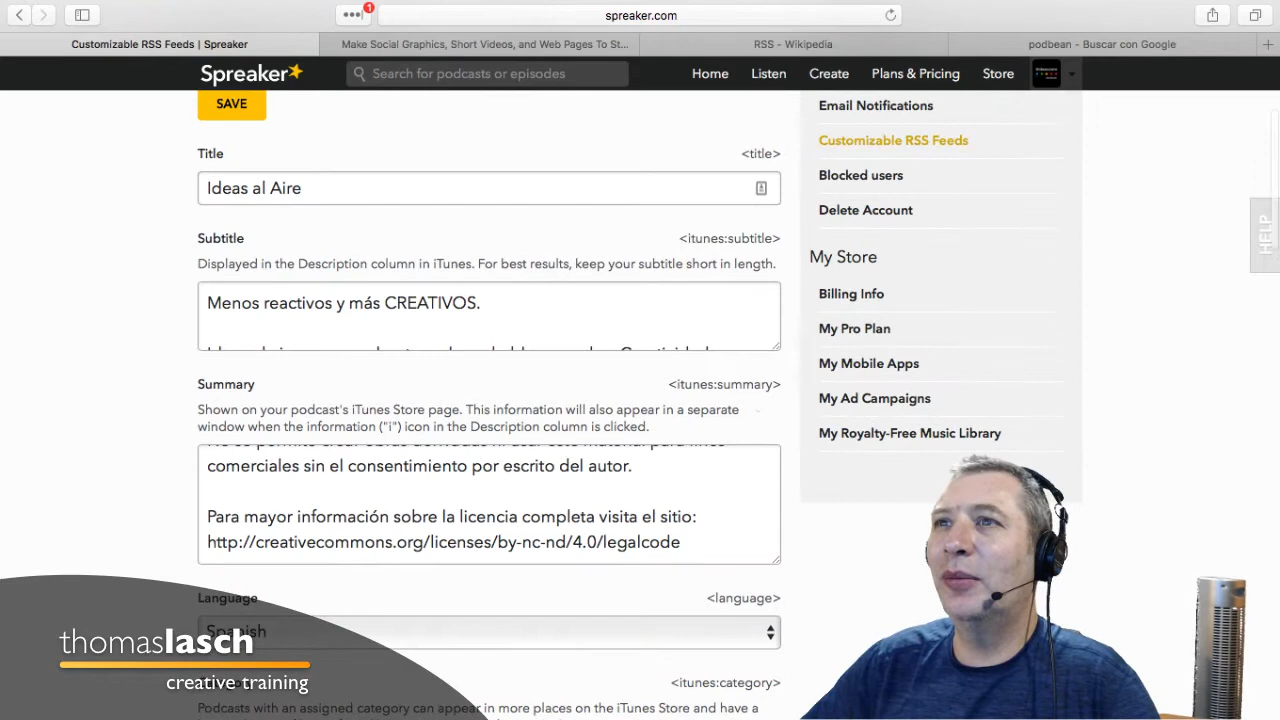 1
spreaker.com
Customizable RSS Feeds | Spreaker
Make Social Graphics, Short Videos, and Web Pages To St...
RSS - Wikipedia
podbean - Buscar con Google
Spreaker
Search for podcasts or episodes
Home
Listen
Create
Plans & Pricing
Store
SAVE
Title
<title>
Ideas al Aire
Subtitle
<itunes:subtitle>
Displayed in the Description column in iTunes. For best results, keep your subtitle short in length.
Menos reactivos y más CREATIVOS.
Summary
<itunes:summary>
Shown on your podcast's iTunes Store page. This information will also appear in a separate
window when the information ("i") icon in the Description column is clicked.
comerciales sin el consentimiento por escrito del autor.
Para mayor información sobre la licencia completa visita el sitio:
http://creativecommons.org/licenses/by-nc-nd/4.0/legalcode
Language
<language>
Spanish
<itunes:category>
Podcasts with an assigned category can appear in more places on the iTunes Store and have a
Email Notifications
Customizable RSS Feeds
Blocked users
Delete Account
My Store
Billing Info
My Pro Plan
My Mobile Apps
My Ad Campaigns
My Royalty-Free Music Library
HELP
thomaslasch
creative training